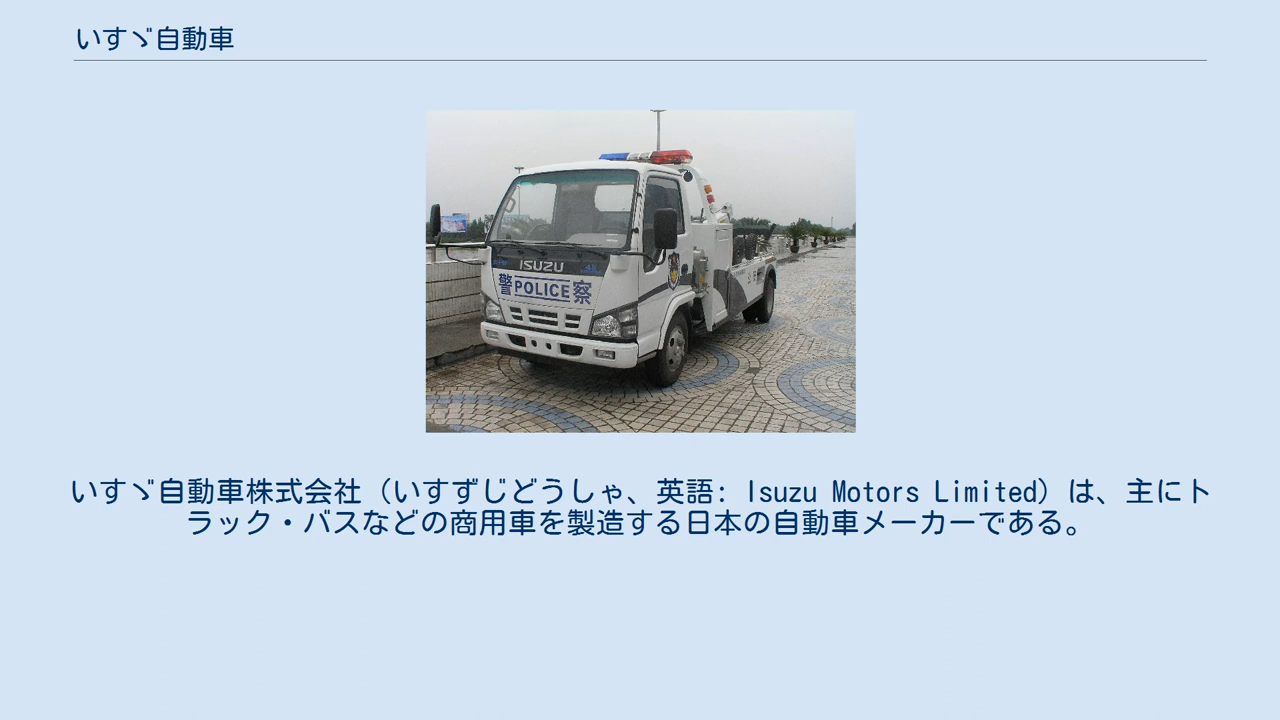 いすゞ自動車
ISUZU
警POLICE察
いすゞ自動車株式会社（いすずじどうしゃ、英語: Isuzu Motors Limited）は、主にト
ラック・バスなどの商用車を製造する日本の自動車メーカーである。